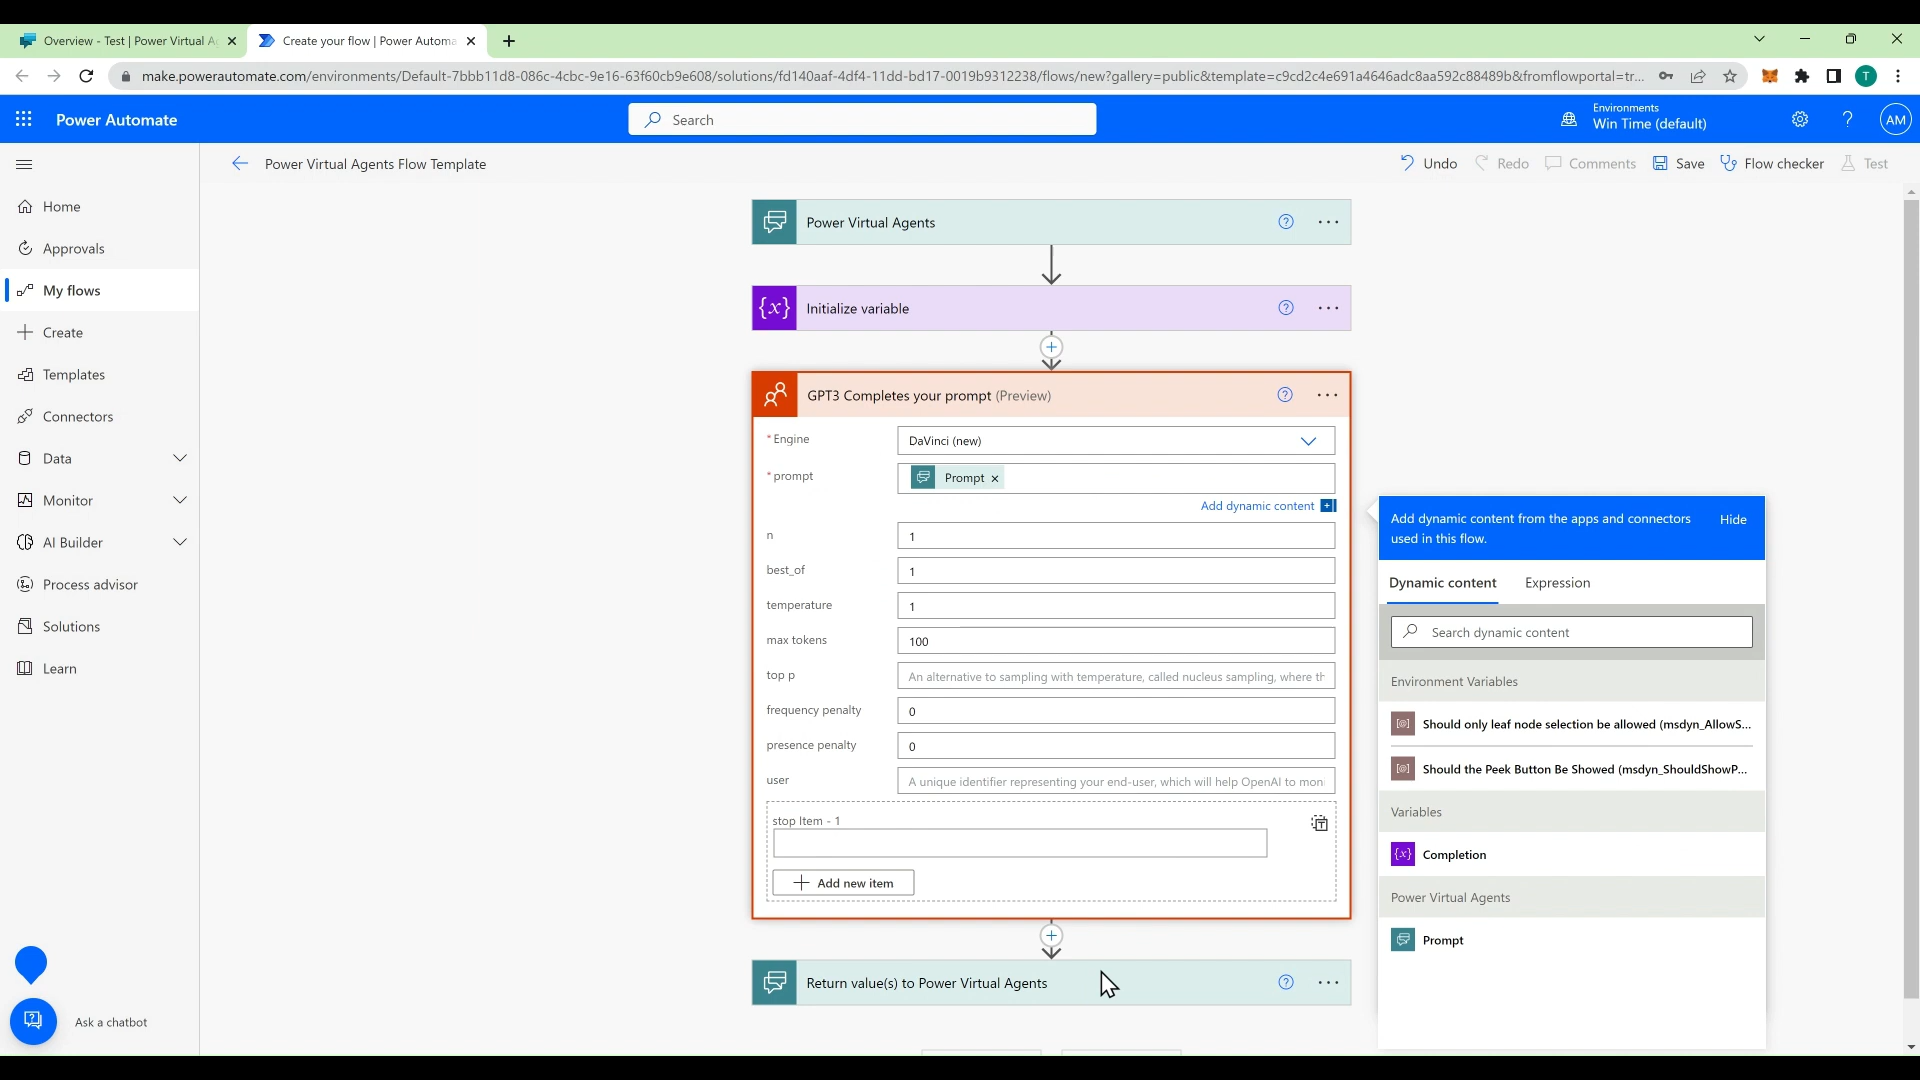 Overview - Test | Power Virtual A
Create your flow | Power Automa
make.powerautomate.com/environments/Default-7bbb11d8-086c-4cbc-9e16-63f60cb9e608/solutions/fd140aaf-4df4-11dd-bd17-0019b9312238/flows/new?gallery=public&template=c9cd2c4e691a4646adc8aa592c88489b&fromflowportal=tr...
T
Power Automate
Search
Environments
Win Time (default)
AM
Power Virtual Agents Flow Template
Undo
Redo
Comments
Save
Flow checker
Test
Home
Approvals
My flows
Create
Templates
Connectors
Data
Monitor
AI Builder
Process advisor
Solutions
Learn
Ask a chatbot
Power Virtual Agents
{x} Initialize variable
GPT3 Completes your prompt (Preview)
* Engine
DaVinci (new)
* prompt
Prompt ×
Add dynamic content
n
1
best_of
1
temperature
1
max tokens
100
top p
An alternative to sampling with temperature, called nucleus sampling, where th
frequency penalty
0
presence penalty
0
user
A unique identifier representing your end-user, which will help OpenAI to moni
stop Item - 1
Add new item
Return value(s) to Power Virtual Agents
Add dynamic content from the apps and connectors
used in this flow.
Hide
Dynamic content
Expression
Search dynamic content
Environment Variables
Should only leaf node selection be allowed (msdyn_AllowS...
Should the Peek Button Be Showed (msdyn_ShouldShowP...
Variables
{x} Completion
Power Virtual Agents
Prompt